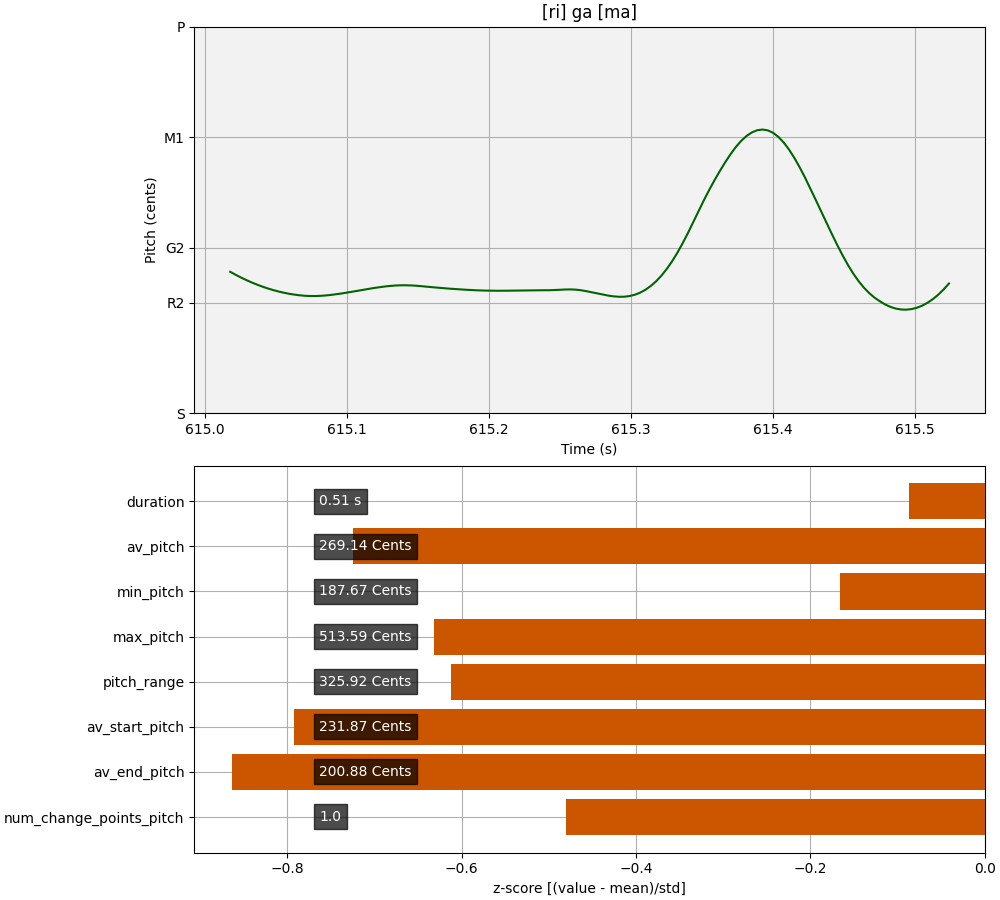 [ri] ga [ma]
P
M1
G2
R2
S
Pitch (cents)
615.0 615.1 615.2 615.3 615.4 615.5
Time (s)
duration 0.51 s
av_pitch 269.14 Cents
min_pitch 187.67 Cents
max_pitch 513.59 Cents
pitch_range 325.92 Cents
av_start_pitch 231.87 Cents
av_end_pitch 200.88 Cents
num_change_points_pitch 1.0
−0.8 −0.6 −0.4 −0.2 0.0
z-score [(value - mean)/std]